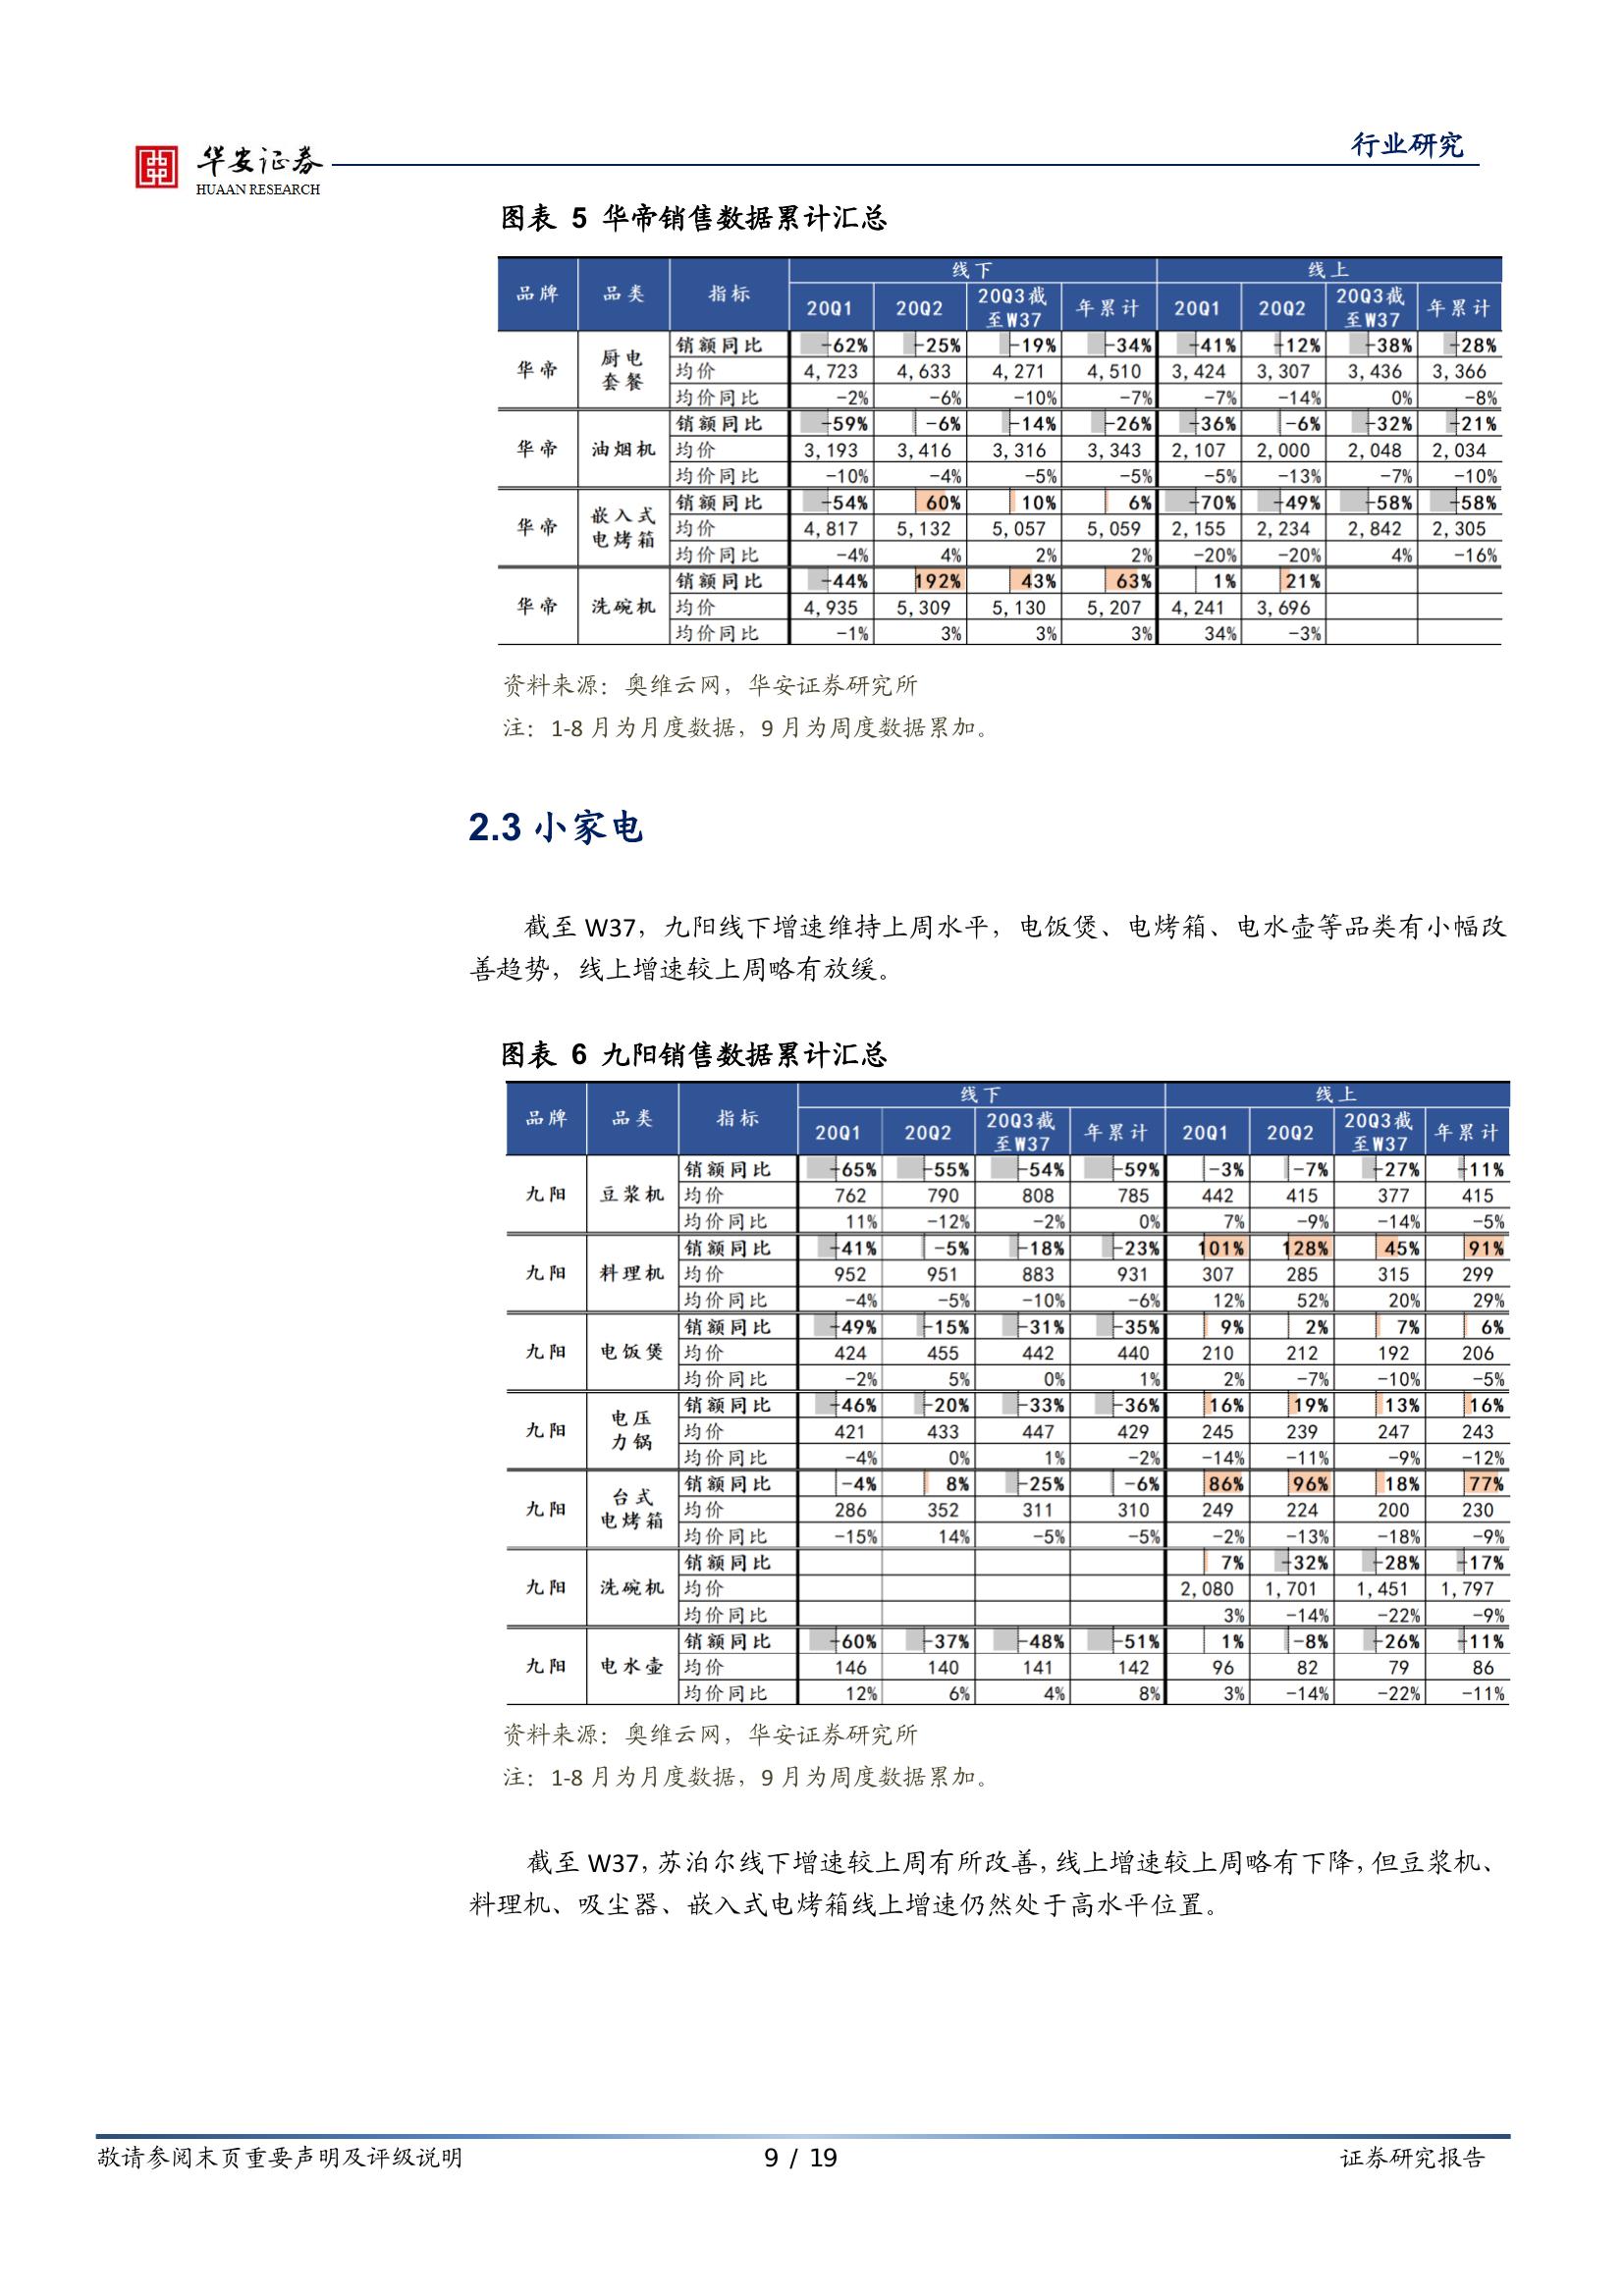 华安证券
HUAAN RESEARCH
行业研究
图表 5 华帝销售数据累计汇总
品牌 品类 指标 线下 线上
20Q1 20Q2 20Q3截至W37 年累计 20Q1 20Q2 20Q3截至W37 年累计
华帝 厨电套餐 销额同比 -62% -25% -19% -34% -41% -12% -38% -28%
均价 4,723 4,633 4,271 4,510 3,424 3,307 3,436 3,366
均价同比 -2% -6% -10% -7% -7% -14% 0% -8%
华帝 油烟机 销额同比 -59% -6% -14% -26% -36% -6% -32% -21%
均价 3,193 3,416 3,316 3,343 2,107 2,000 2,048 2,034
均价同比 -10% -4% -5% -5% -5% -13% -7% -10%
华帝 嵌入式电烤箱 销额同比 -54% 60% 10% 6% -70% -49% -58% -58%
均价 4,817 5,132 5,057 5,059 2,155 2,234 2,842 2,305
均价同比 -4% 4% 2% 2% -20% -20% 4% -16%
华帝 洗碗机 销额同比 -44% 192% 43% 63% 1% 21%
均价 4,935 5,309 5,130 5,207 4,241 3,696
均价同比 -1% 3% 3% 3% 34% -3%
资料来源：奥维云网，华安证券研究所
注：1-8 月为月度数据，9 月为周度数据累加。
2.3 小家电
截至 W37，九阳线下增速维持上周水平，电饭煲、电烤箱、电水壶等品类有小幅改
善趋势，线上增速较上周略有放缓。
图表 6 九阳销售数据累计汇总
品牌 品类 指标 线下 线上
20Q1 20Q2 20Q3截至W37 年累计 20Q1 20Q2 20Q3截至W37 年累计
九阳 豆浆机 销额同比 -65% -55% -54% -59% -3% -7% -27% -11%
均价 762 790 808 785 442 415 377 415
均价同比 11% -12% -2% 0% 7% -9% -14% -5%
九阳 料理机 销额同比 -41% -5% -18% -23% 101% 128% 45% 91%
均价 952 951 883 931 307 285 315 299
均价同比 -4% -5% -10% -6% 12% 52% 20% 29%
九阳 电饭煲 销额同比 -49% -15% -31% -35% 9% 2% 7% 6%
均价 424 455 442 440 210 212 192 206
均价同比 -2% 5% 0% 1% 2% -7% -10% -5%
九阳 电压力锅 销额同比 -46% -20% -33% -36% 16% 19% 13% 16%
均价 421 433 447 429 245 239 247 243
均价同比 -4% 0% 1% -2% -14% -11% -9% -12%
九阳 台式电烤箱 销额同比 -4% 8% -25% -6% 86% 96% 18% 77%
均价 286 352 311 310 249 224 200 230
均价同比 -15% 14% -5% -5% -2% -13% -18% -9%
九阳 洗碗机 销额同比 7% -32% -28% -17%
均价 2,080 1,701 1,451 1,797
均价同比 3% -14% -22% -9%
九阳 电水壶 销额同比 -60% -37% -48% -51% 1% -8% -26% -11%
均价 146 140 141 142 96 82 79 86
均价同比 12% 6% 4% 8% 3% -14% -22% -11%
资料来源：奥维云网，华安证券研究所
注：1-8 月为月度数据，9 月为周度数据累加。
截至 W37，苏泊尔线下增速较上周有所改善，线上增速较上周略有下降，但豆浆机、
料理机、吸尘器、嵌入式电烤箱线上增速仍然处于高水平位置。
敬请参阅末页重要声明及评级说明 9 / 19 证券研究报告